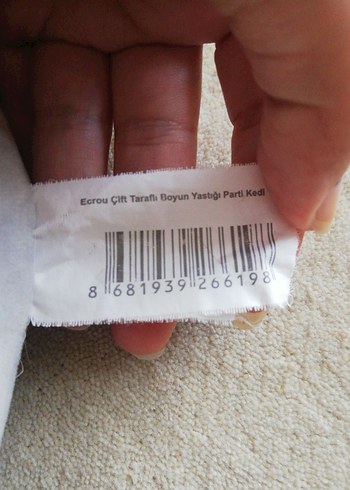 Ecrou Çift Taraflı Boyun Yastığı Parti Kedi
8 681939 266198